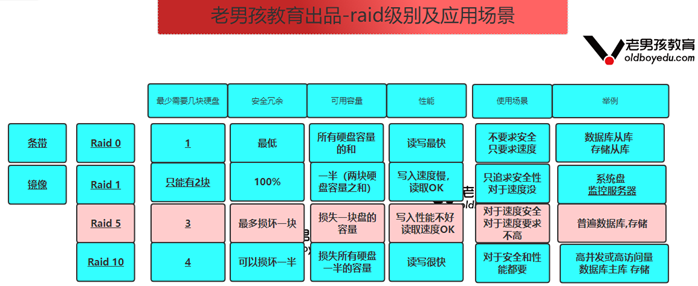 老男孩教育出品-raid级别及应用场景
老男孩教育
oldboyedu.com
最少需要几块硬盘 安全冗余 可用容量 性能 使用场景 举例
条带 Raid 0 1 最低 所有硬盘容量 读写最快 不要求安全 数据库从库
的和 只要求速度 存储从库
镜像 Raid 1 只能有2块 100% 一半（两块硬 写入速度慢， 只追求安全性 系统盘
盘容量之和） 读取OK 对于速度没 监控服务器
Raid 5 3 最多损坏一块 损失一块盘的 写入性能不好 对于速度安全 普遍数据库,存储
容量 读取速度OK 对于速度要求
不高
Raid 10 4 可以损坏一半 损失所有硬盘 读写很快 对于安全和性 高并发或高访问量
一半的容量 能都要 数据库主库 存储